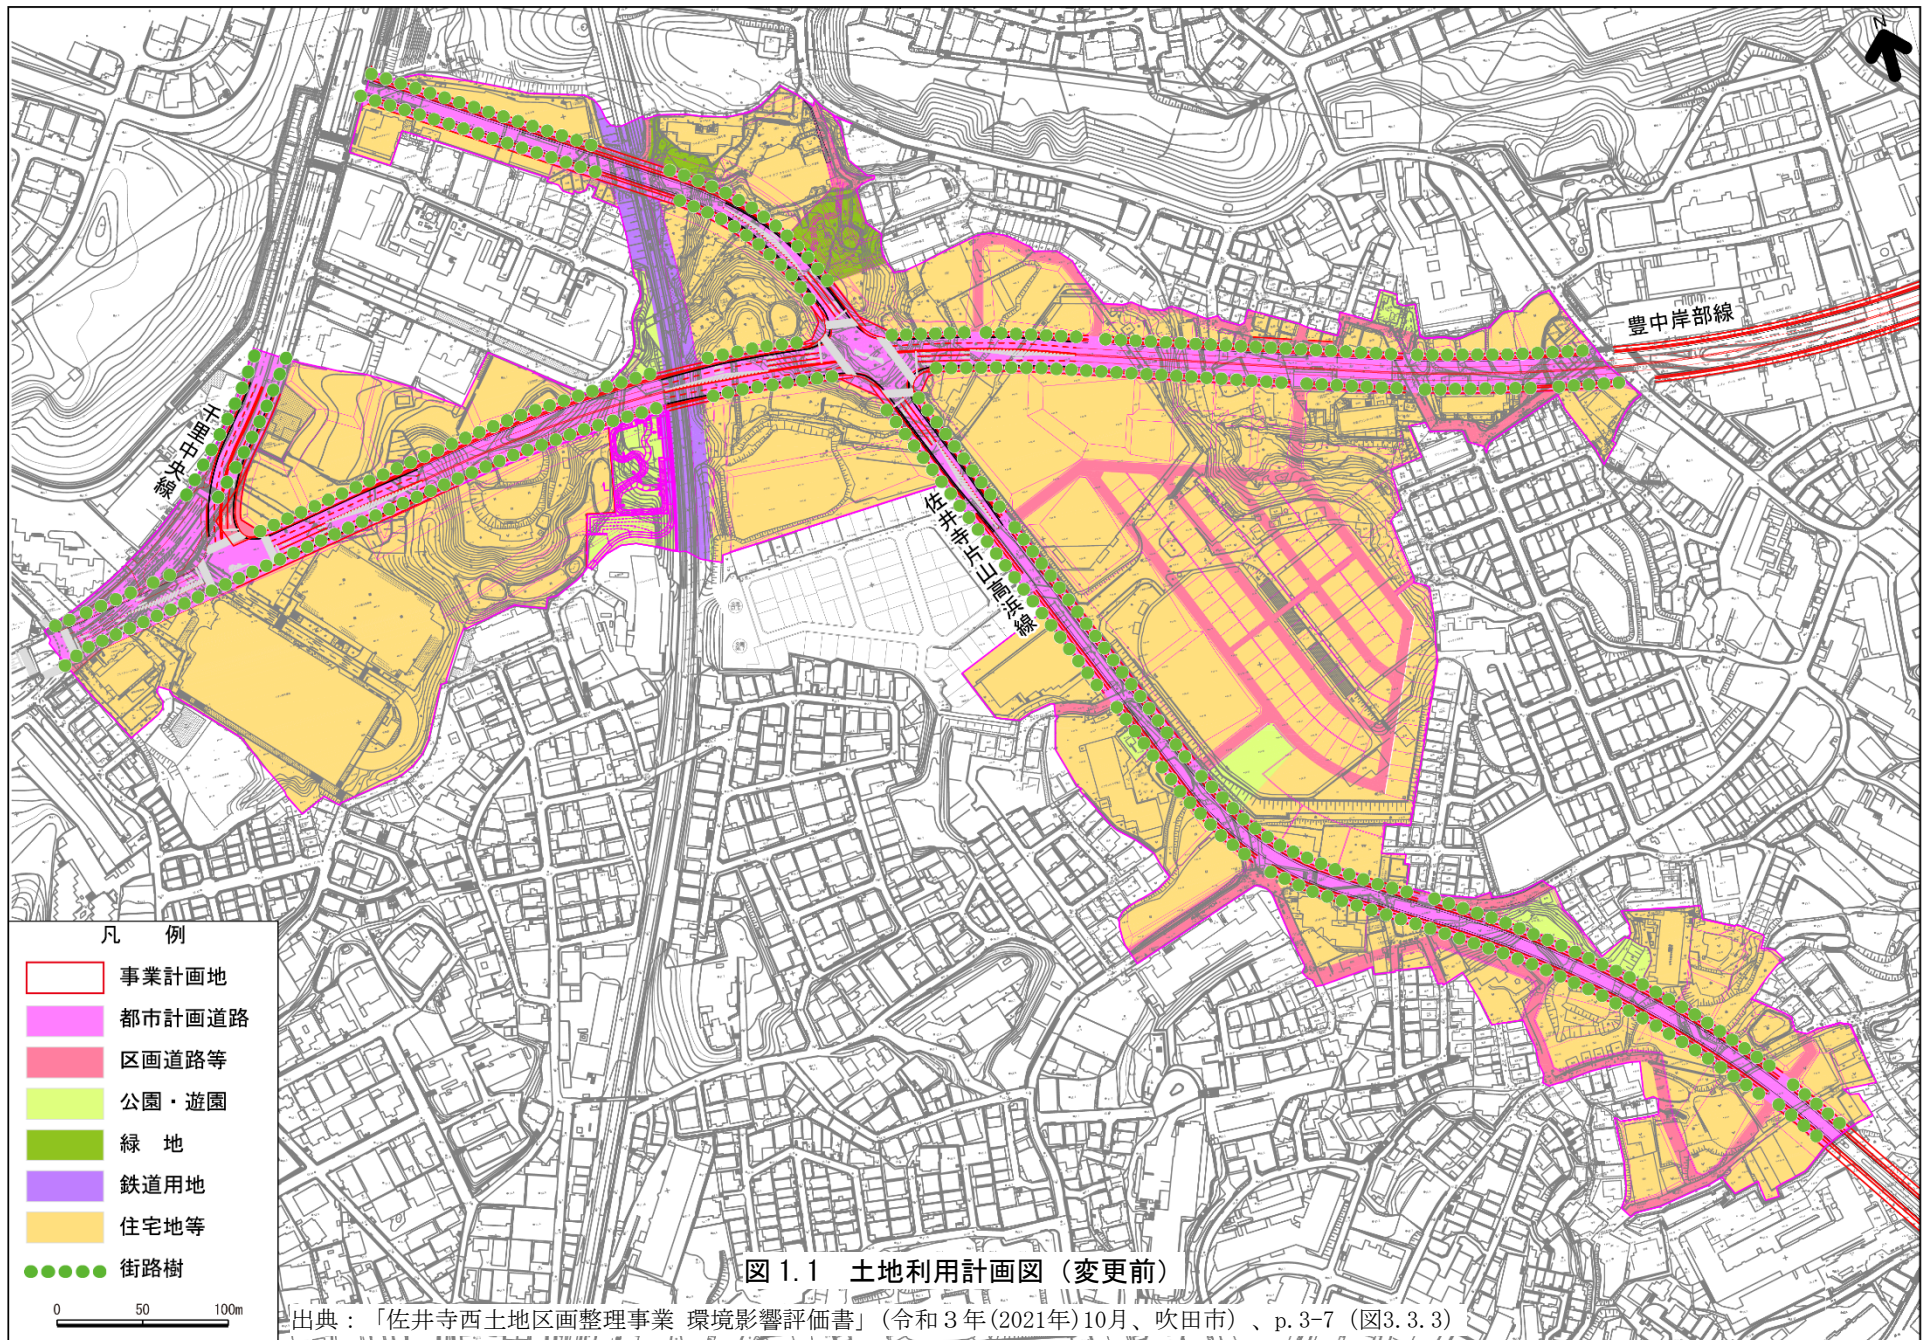 N
豊中岸部線
千里中央線
佐井寺片山高浜線
凡　例
事業計画地
都市計画道路
区画道路等
公園・遊園
緑　地
鉄道用地
住宅地等
街路樹
0 50 100m
図 1.1　土地利用計画図（変更前）
出典：「佐井寺西土地区画整理事業 環境影響評価書」（令和３年(2021年)10月、吹田市）、p.3-7（図3.3.3）